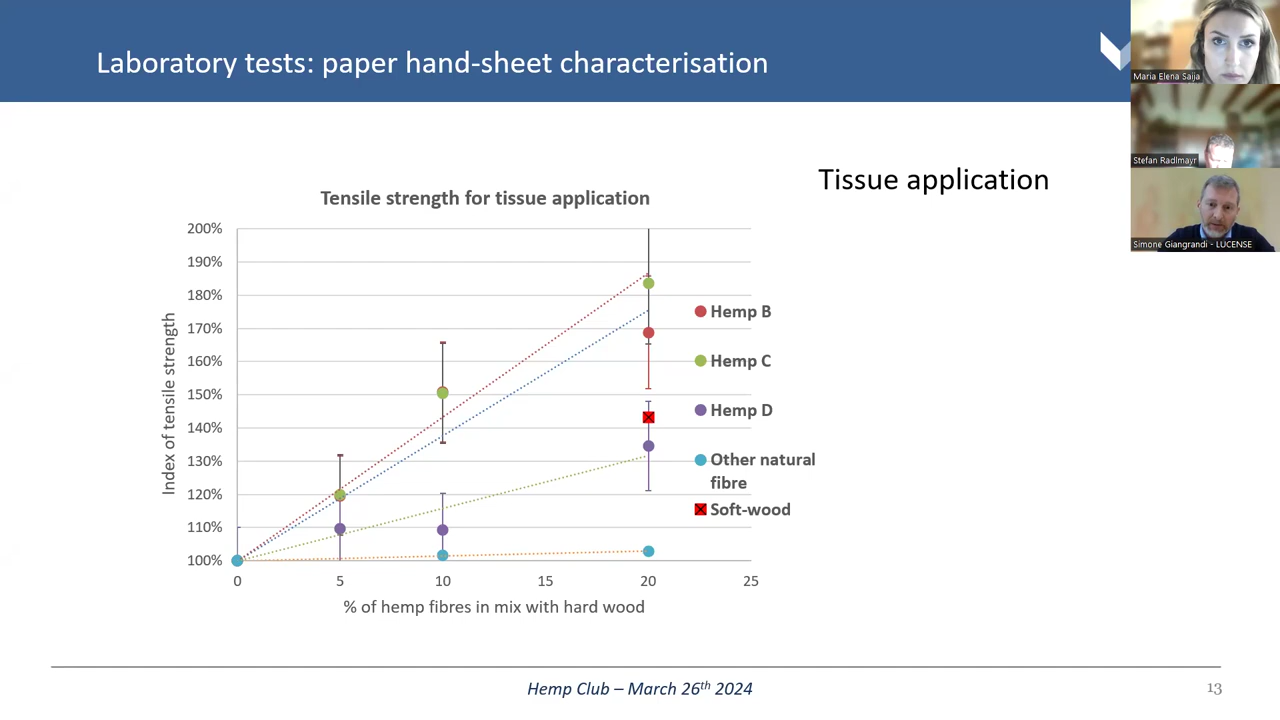 Laboratory tests: paper hand-sheet characterisation
Maria Elena Saija
Stefan Radlmayr
Simone Giangrandi - LUCENSE
Tissue application
Tensile strength for tissue application
Index of tensile strength
200%
190%
180%
170%
160%
150%
140%
130%
120%
110%
100%
0 5 10 15 20 25
% of hemp fibres in mix with hard wood
Hemp B
Hemp C
Hemp D
Other natural
fibre
Soft-wood
Hemp Club – March 26th 2024
13